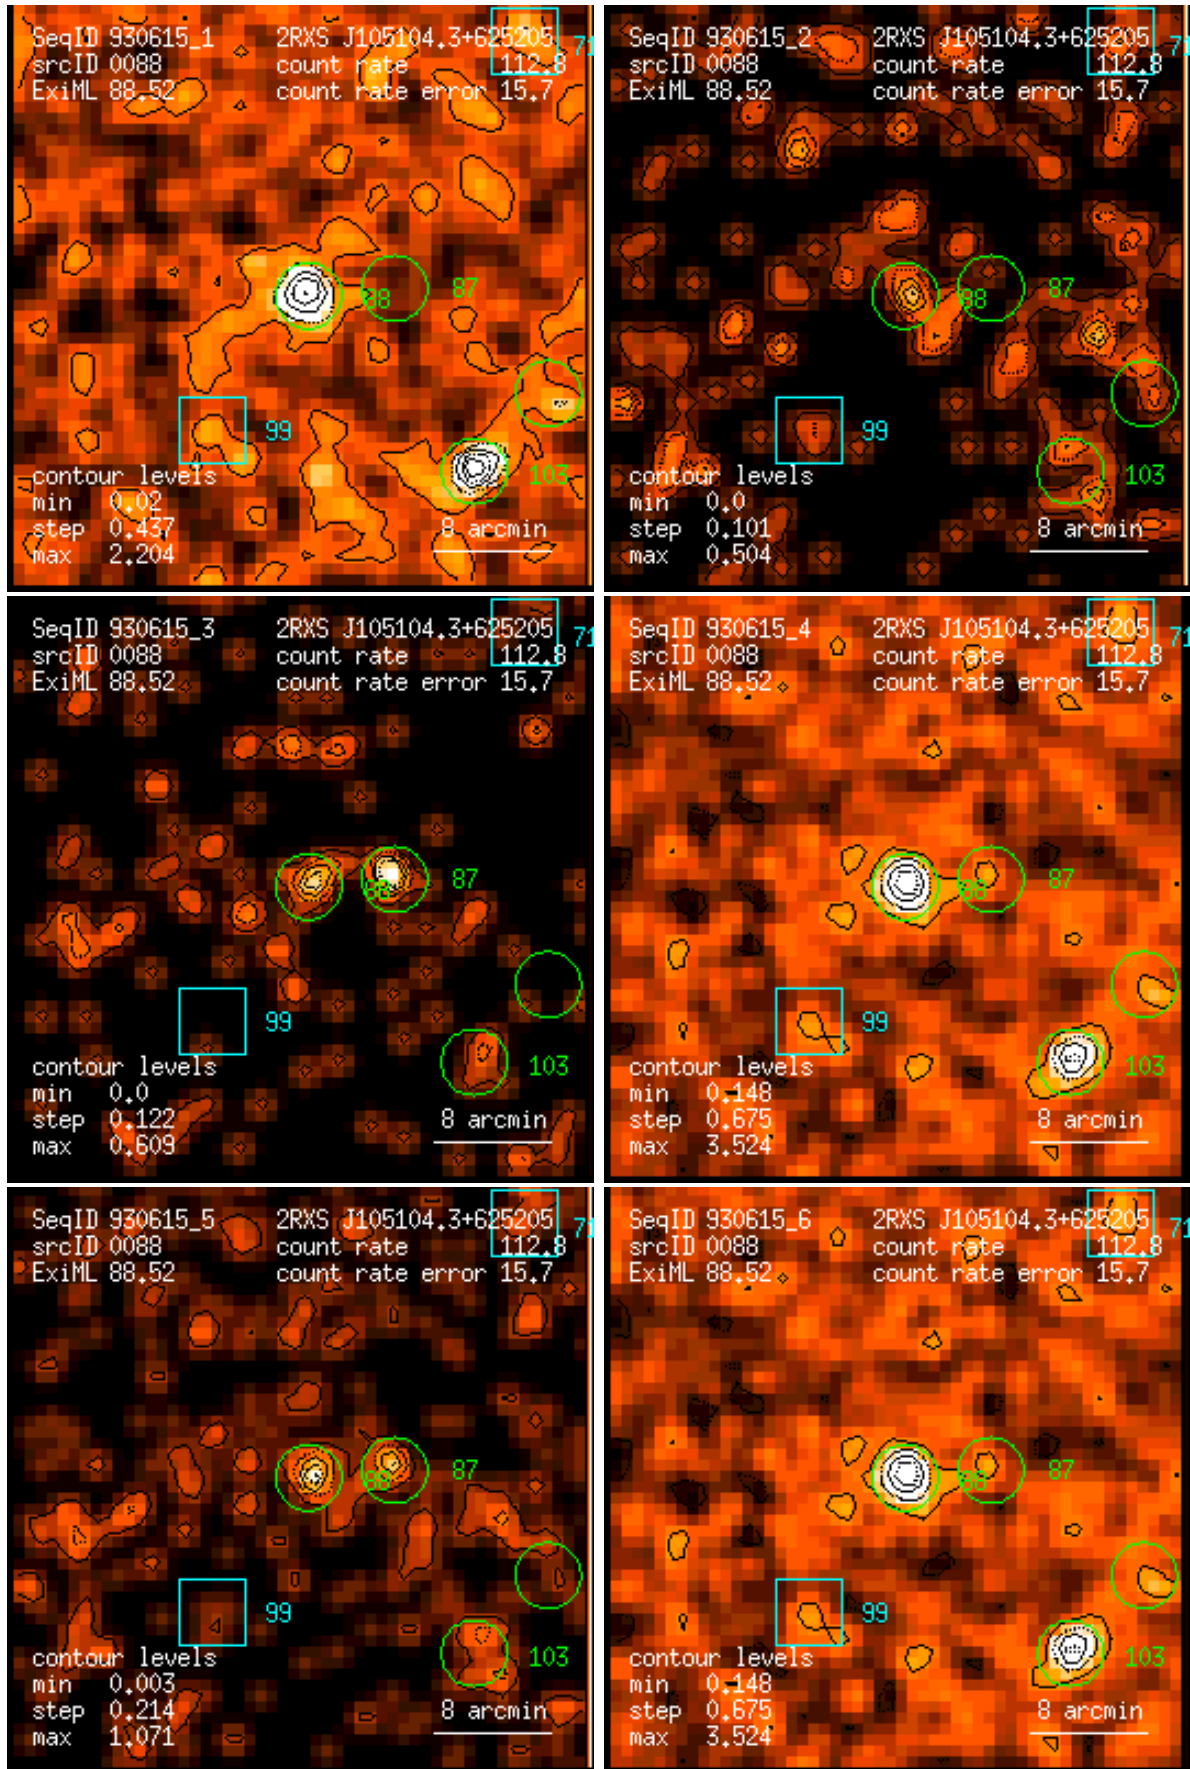 SeqID 930615_1 2RXS J105104.3+625205
srcID 0088 count rate 112.8 71
ExiML 88.52 count rate error 15.7
88 87
99
103
contour levels
min 0.02
step 0.437 8 arcmin
max 2.204
SeqID 930615_2 2RXS J105104.3+625205
srcID 0088 count rate 112.8 71
ExiML 88.52 count rate error 15.7
88 87
99
103
contour levels
min 0.0
step 0.101 8 arcmin
max 0.504
SeqID 930615_3 2RXS J105104.3+625205
srcID 0088 count rate 112.8 71
ExiML 88.52 count rate error 15.7
88 87
99
103
contour levels
min 0.0
step 0.122 8 arcmin
max 0.609
SeqID 930615_4 2RXS J105104.3+625205
srcID 0088 count rate 112.8 71
ExiML 88.52 count rate error 15.7
88 87
99
103
contour levels
min 0.148
step 0.675 8 arcmin
max 3.524
SeqID 930615_5 2RXS J105104.3+625205
srcID 0088 count rate 112.8 71
ExiML 88.52 count rate error 15.7
88 87
99
103
contour levels
min 0.003
step 0.214 8 arcmin
max 1.071
SeqID 930615_6 2RXS J105104.3+625205
srcID 0088 count rate 112.8 71
ExiML 88.52 count rate error 15.7
88 87
99
103
contour levels
min 0.148
step 0.675 8 arcmin
max 3.524